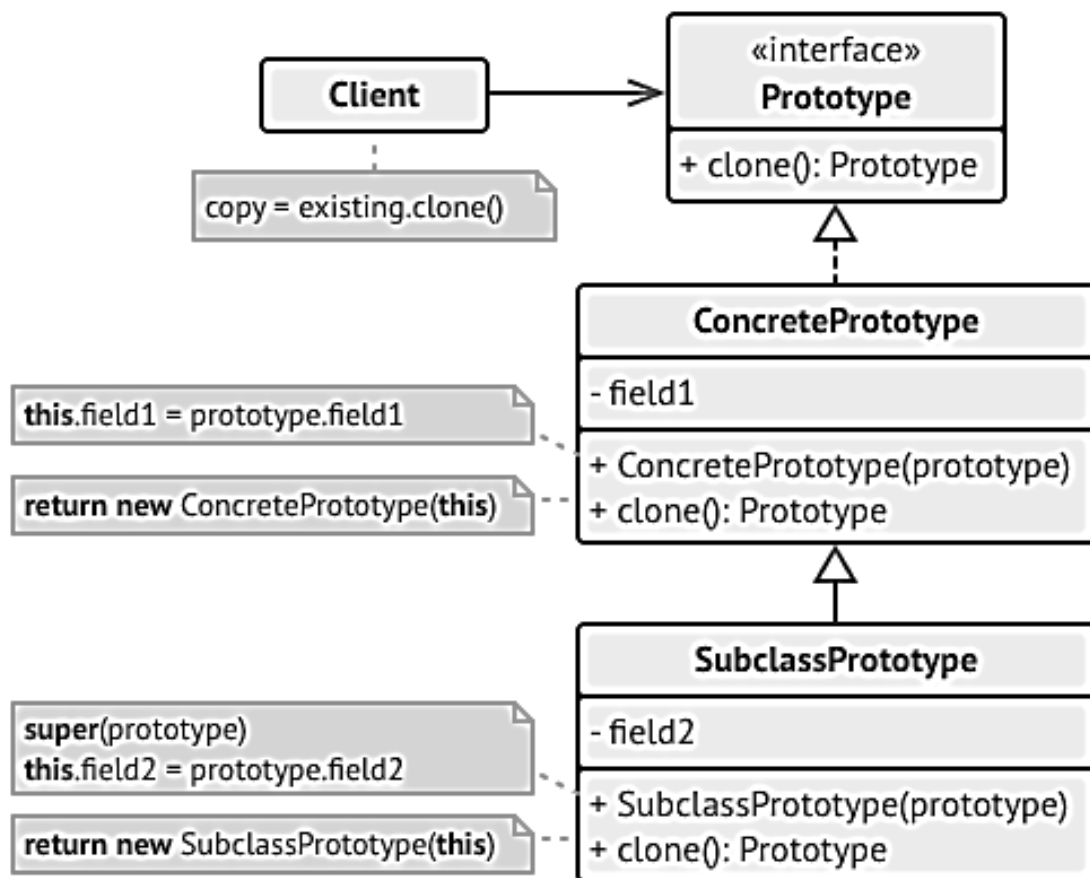 Client
«interface»
Prototype
+ clone(): Prototype
copy = existing.clone()
ConcretePrototype
- field1
this.field1 = prototype.field1
+ ConcretePrototype(prototype)
return new ConcretePrototype(this)
+ clone(): Prototype
SubclassPrototype
- field2
super(prototype)
this.field2 = prototype.field2
+ SubclassPrototype(prototype)
return new SubclassPrototype(this)
+ clone(): Prototype